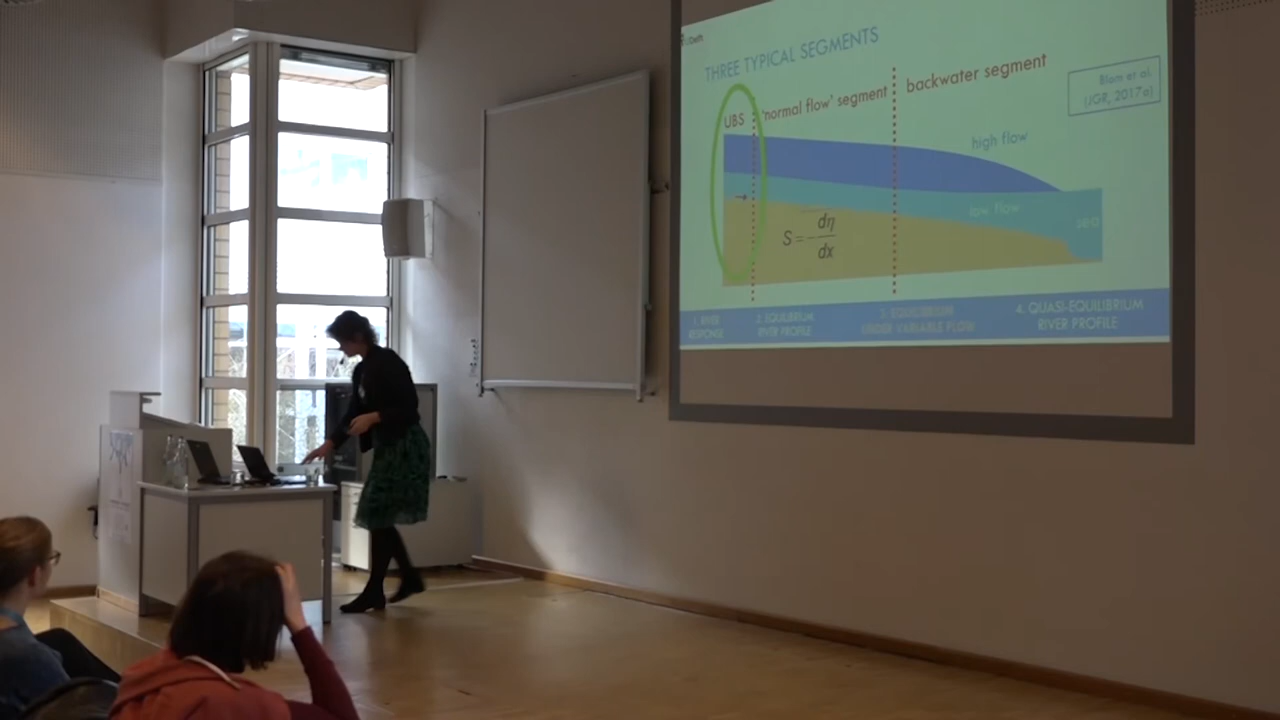 THREE TYPICAL SEGMENTS
UBS
'normal flow' segment
backwater segment
Blom et al.
(JGR, 2017a)
high flow
low flow
S = - dη/dx
1. RIVER
RESPONSE
2. EQUILIBRIUM
RIVER PROFILE
3. EQUILIBRIUM
UNDER VARIABLE FLOW
4. QUASI-EQUILIBRIUM
RIVER PROFILE